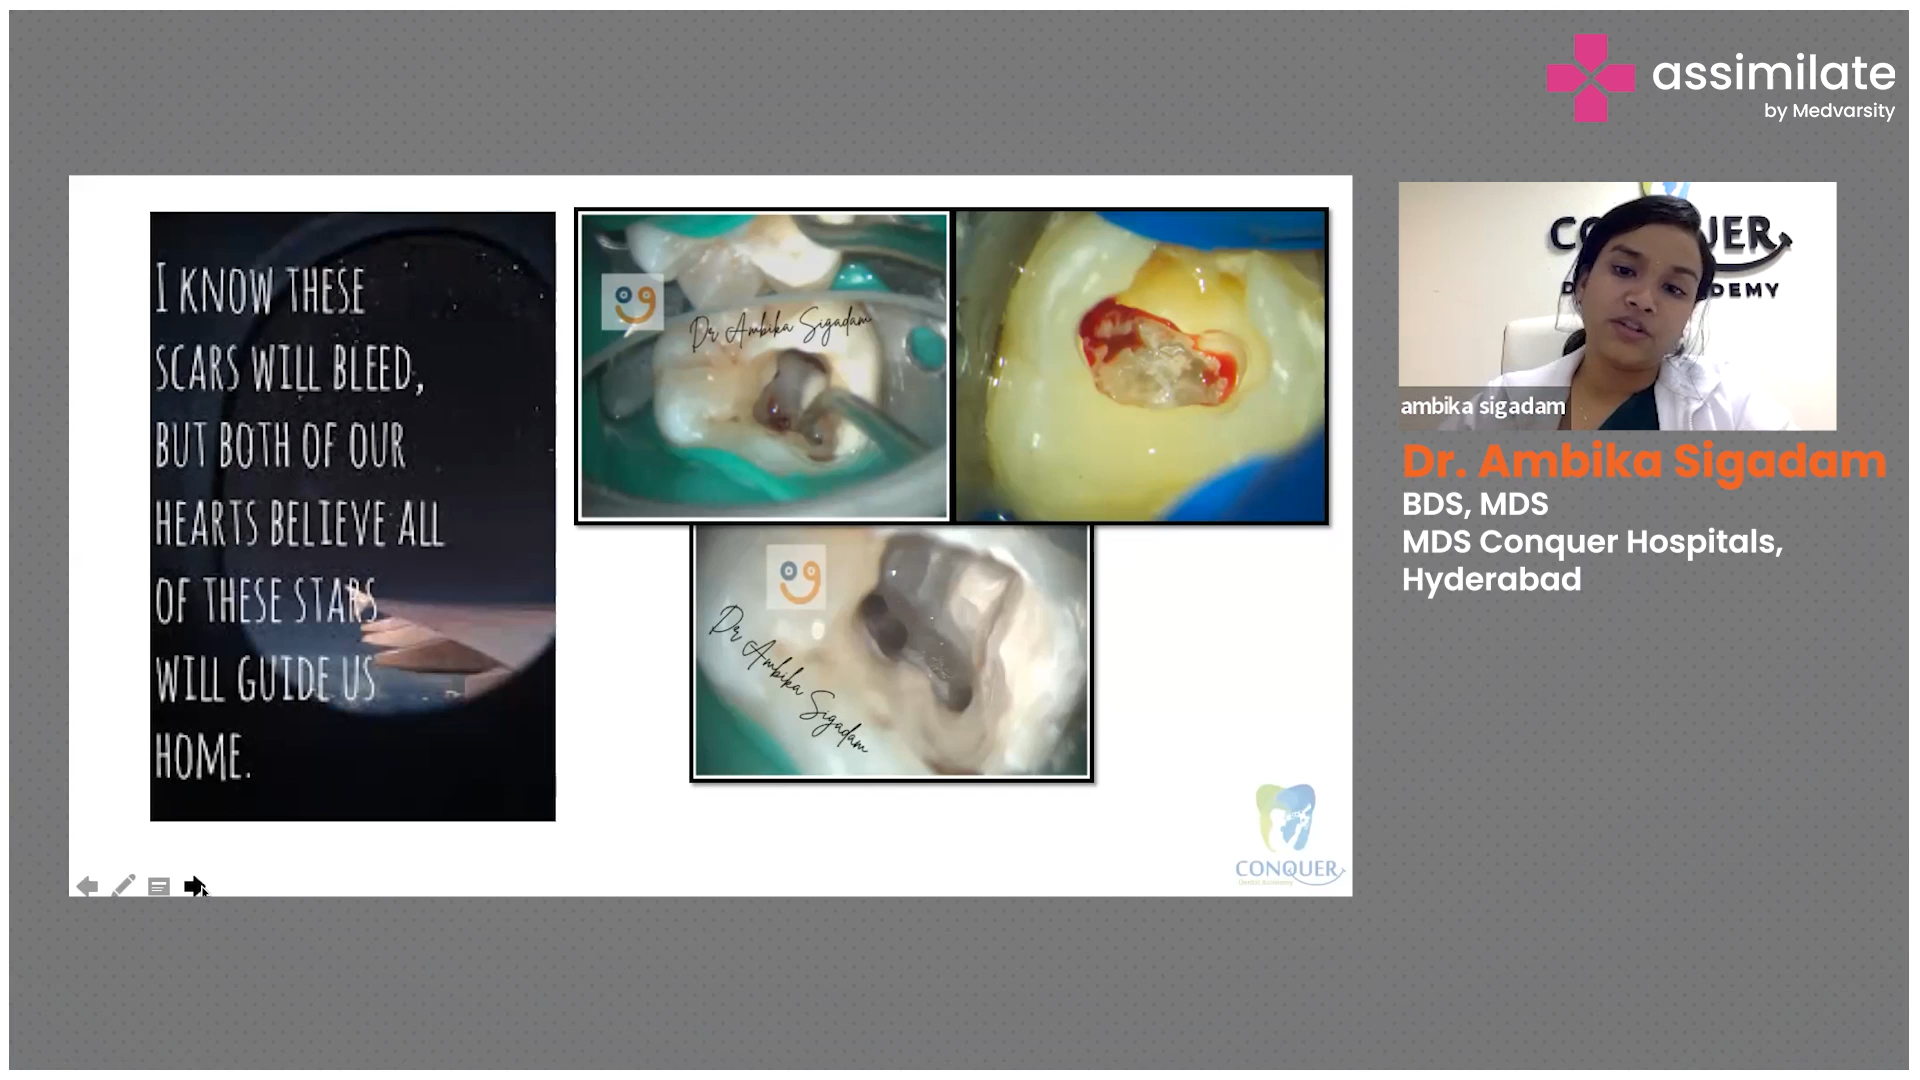 assimilate
by Medvarsity
I KNOW THESE
SCARS WILL BLEED,
BUT BOTH OF OUR
HEARTS BELIEVE ALL
OF THESE STARS
WILL GUIDE US
HOME.
Dr Ambika Sigadam
Dr Ambika Sigadam
CONQUER
Dental Academy
ambika sigadam
Dr. Ambika Sigadam
BDS, MDS
MDS Conquer Hospitals,
Hyderabad